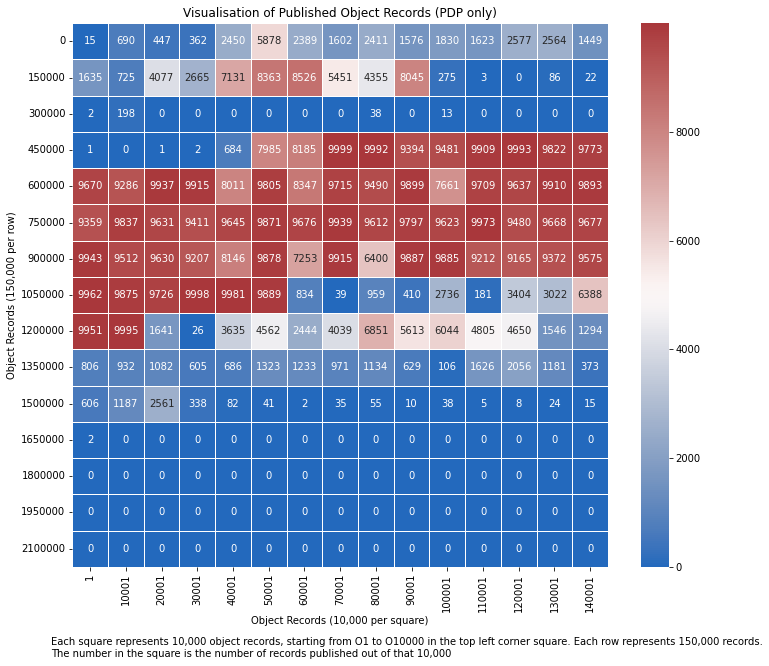 Visualisation of Published Object Records (PDP only)
0 15 690 447 362 2450 5878 2389 1602 2411 1576 1830 1623 2577 2564 1449
150000 1635 725 4077 2665 7131 8363 8526 5451 4355 8045 275 3 0 86 22
300000 2 198 0 0 0 0 0 0 38 0 13 0 0 0 0
450000 1 0 1 2 684 7985 8185 9999 9992 9394 9481 9909 9993 9822 9773
600000 9670 9286 9937 9915 8011 9805 8347 9715 9490 9899 7661 9709 9637 9910 9893
750000 9359 9837 9631 9411 9645 9871 9676 9939 9612 9797 9623 9973 9480 9668 9677
900000 9943 9512 9630 9207 8146 9878 7253 9915 6400 9887 9885 9212 9165 9372 9575
1050000 9962 9875 9726 9998 9981 9889 834 39 959 410 2736 181 3404 3022 6388
1200000 9951 9995 1641 26 3635 4562 2444 4039 6851 5613 6044 4805 4650 1546 1294
1350000 806 932 1082 605 686 1323 1233 971 1134 629 106 1626 2056 1181 373
1500000 606 1187 2561 338 82 41 2 35 55 10 38 5 8 24 15
1650000 2 0 0 0 0 0 0 0 0 0 0 0 0 0 0
1800000 0 0 0 0 0 0 0 0 0 0 0 0 0 0 0
1950000 0 0 0 0 0 0 0 0 0 0 0 0 0 0 0
2100000 0 0 0 0 0 0 0 0 0 0 0 0 0 0 0
1 10001 20001 30001 40001 50001 60001 70001 80001 90001 100001 110001 120001 130001 140001
Object Records (10,000 per square)
Object Records (150,000 per row)
8000
6000
4000
2000
0
Each square represents 10,000 object records, starting from O1 to O10000 in the top left corner square. Each row represents 150,000 records.
The number in the square is the number of records published out of that 10,000